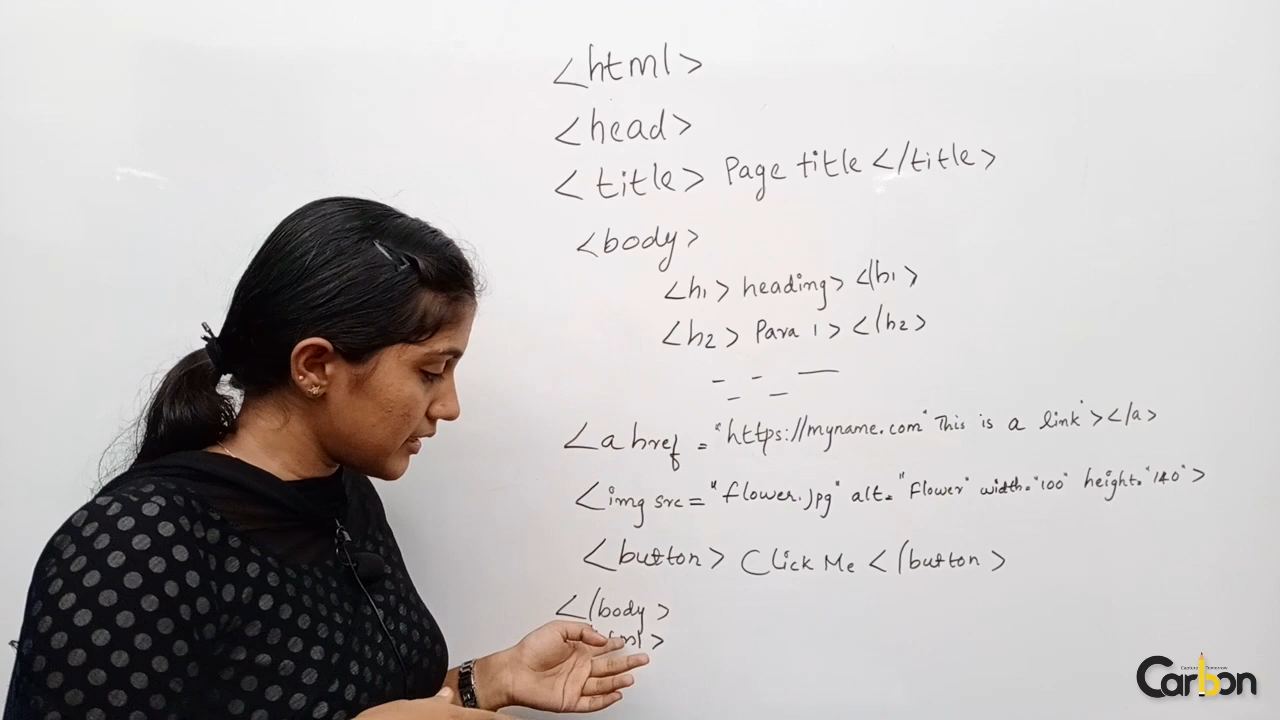 <html>
<head>
<title> Page title </title>
<body>
<h1> heading> </h1>
<h2> Para 1> </h2>
<a href = "https://myname.com" This is a link"></a>
<img src = "flower.jpg" alt= "Flower" width="100" height="140">
<button> Click Me </button>
</body>
Carbon